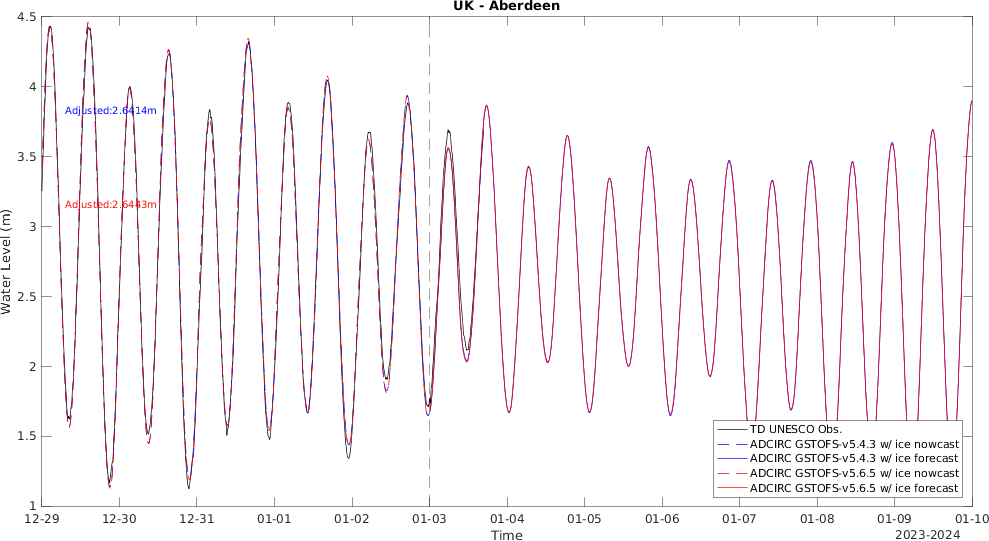 UK - Aberdeen
4.5
4
3.5
3
2.5
2
1.5
1
Water Level (m)
Adjusted:2.6414m
Adjusted:2.6443m
TD UNESCO Obs.
ADCIRC GSTOFS-v5.4.3 w/ ice nowcast
ADCIRC GSTOFS-v5.4.3 w/ ice forecast
ADCIRC GSTOFS-v5.6.5 w/ ice nowcast
ADCIRC GSTOFS-v5.6.5 w/ ice forecast
12-29 12-30 12-31 01-01 01-02 01-03 01-04 01-05 01-06 01-07 01-08 01-09 01-10
Time
2023-2024